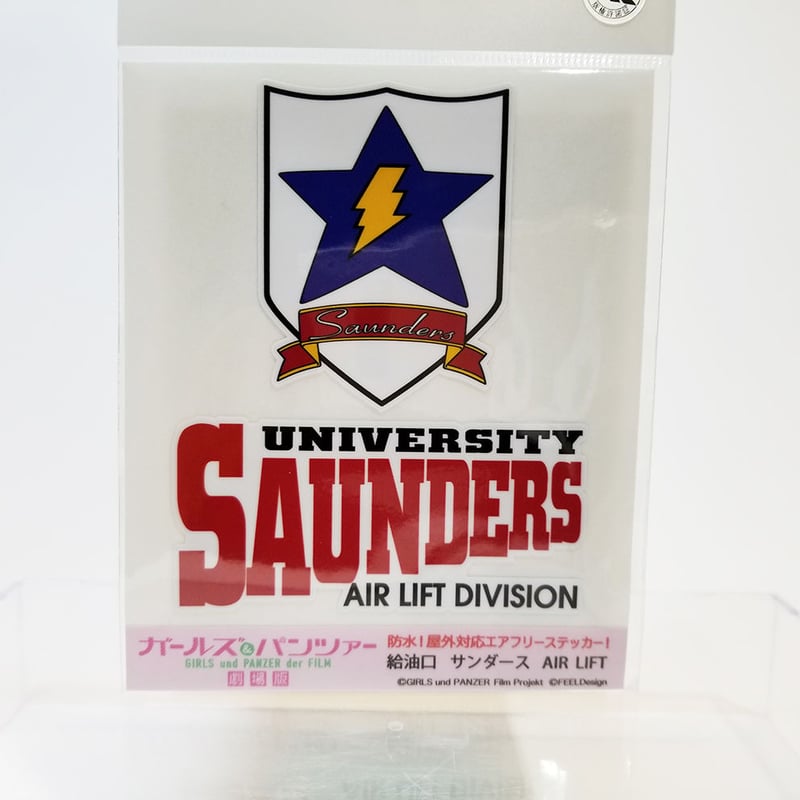 Saunders
UNIVERSITY
SAUNDERS
AIR LIFT DIVISION
ガールズ&パンツァー
GIRLS und PANZER der FILM
劇場版
防水!屋外対応エアフリーステッカー!
給油口 サンダース AIR LIFT
©GIRLS und PANZER Film Projekt ©FEELDesign